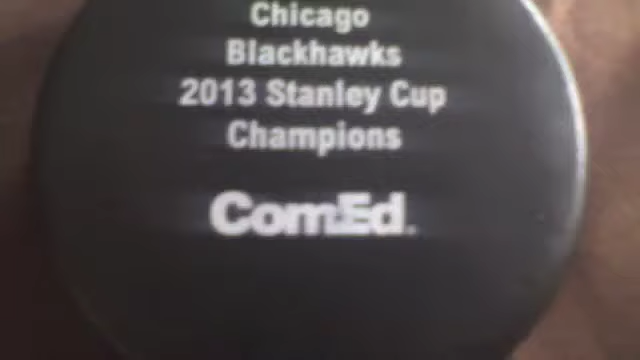 Chicago
Blackhawks
2013 Stanley Cup
Champions
ComEd.